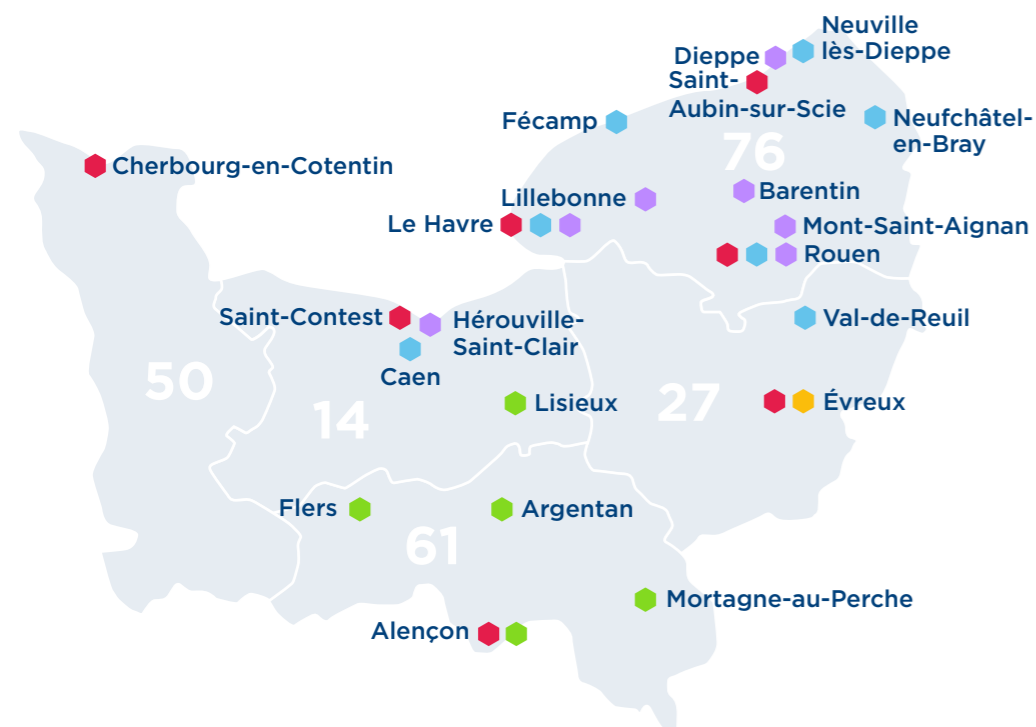 Neuville
lès-Dieppe
Dieppe
Saint-
Aubin-sur-Scie
Fécamp
Neufchâtel-
en-Bray
76
Cherbourg-en-Cotentin
Lillebonne
Barentin
Le Havre
Mont-Saint-Aignan
Rouen
Saint-Contest
Hérouville-
Saint-Clair
Val-de-Reuil
Caen
50
14
Lisieux
27
Évreux
Flers
Argentan
61
Mortagne-au-Perche
Alençon